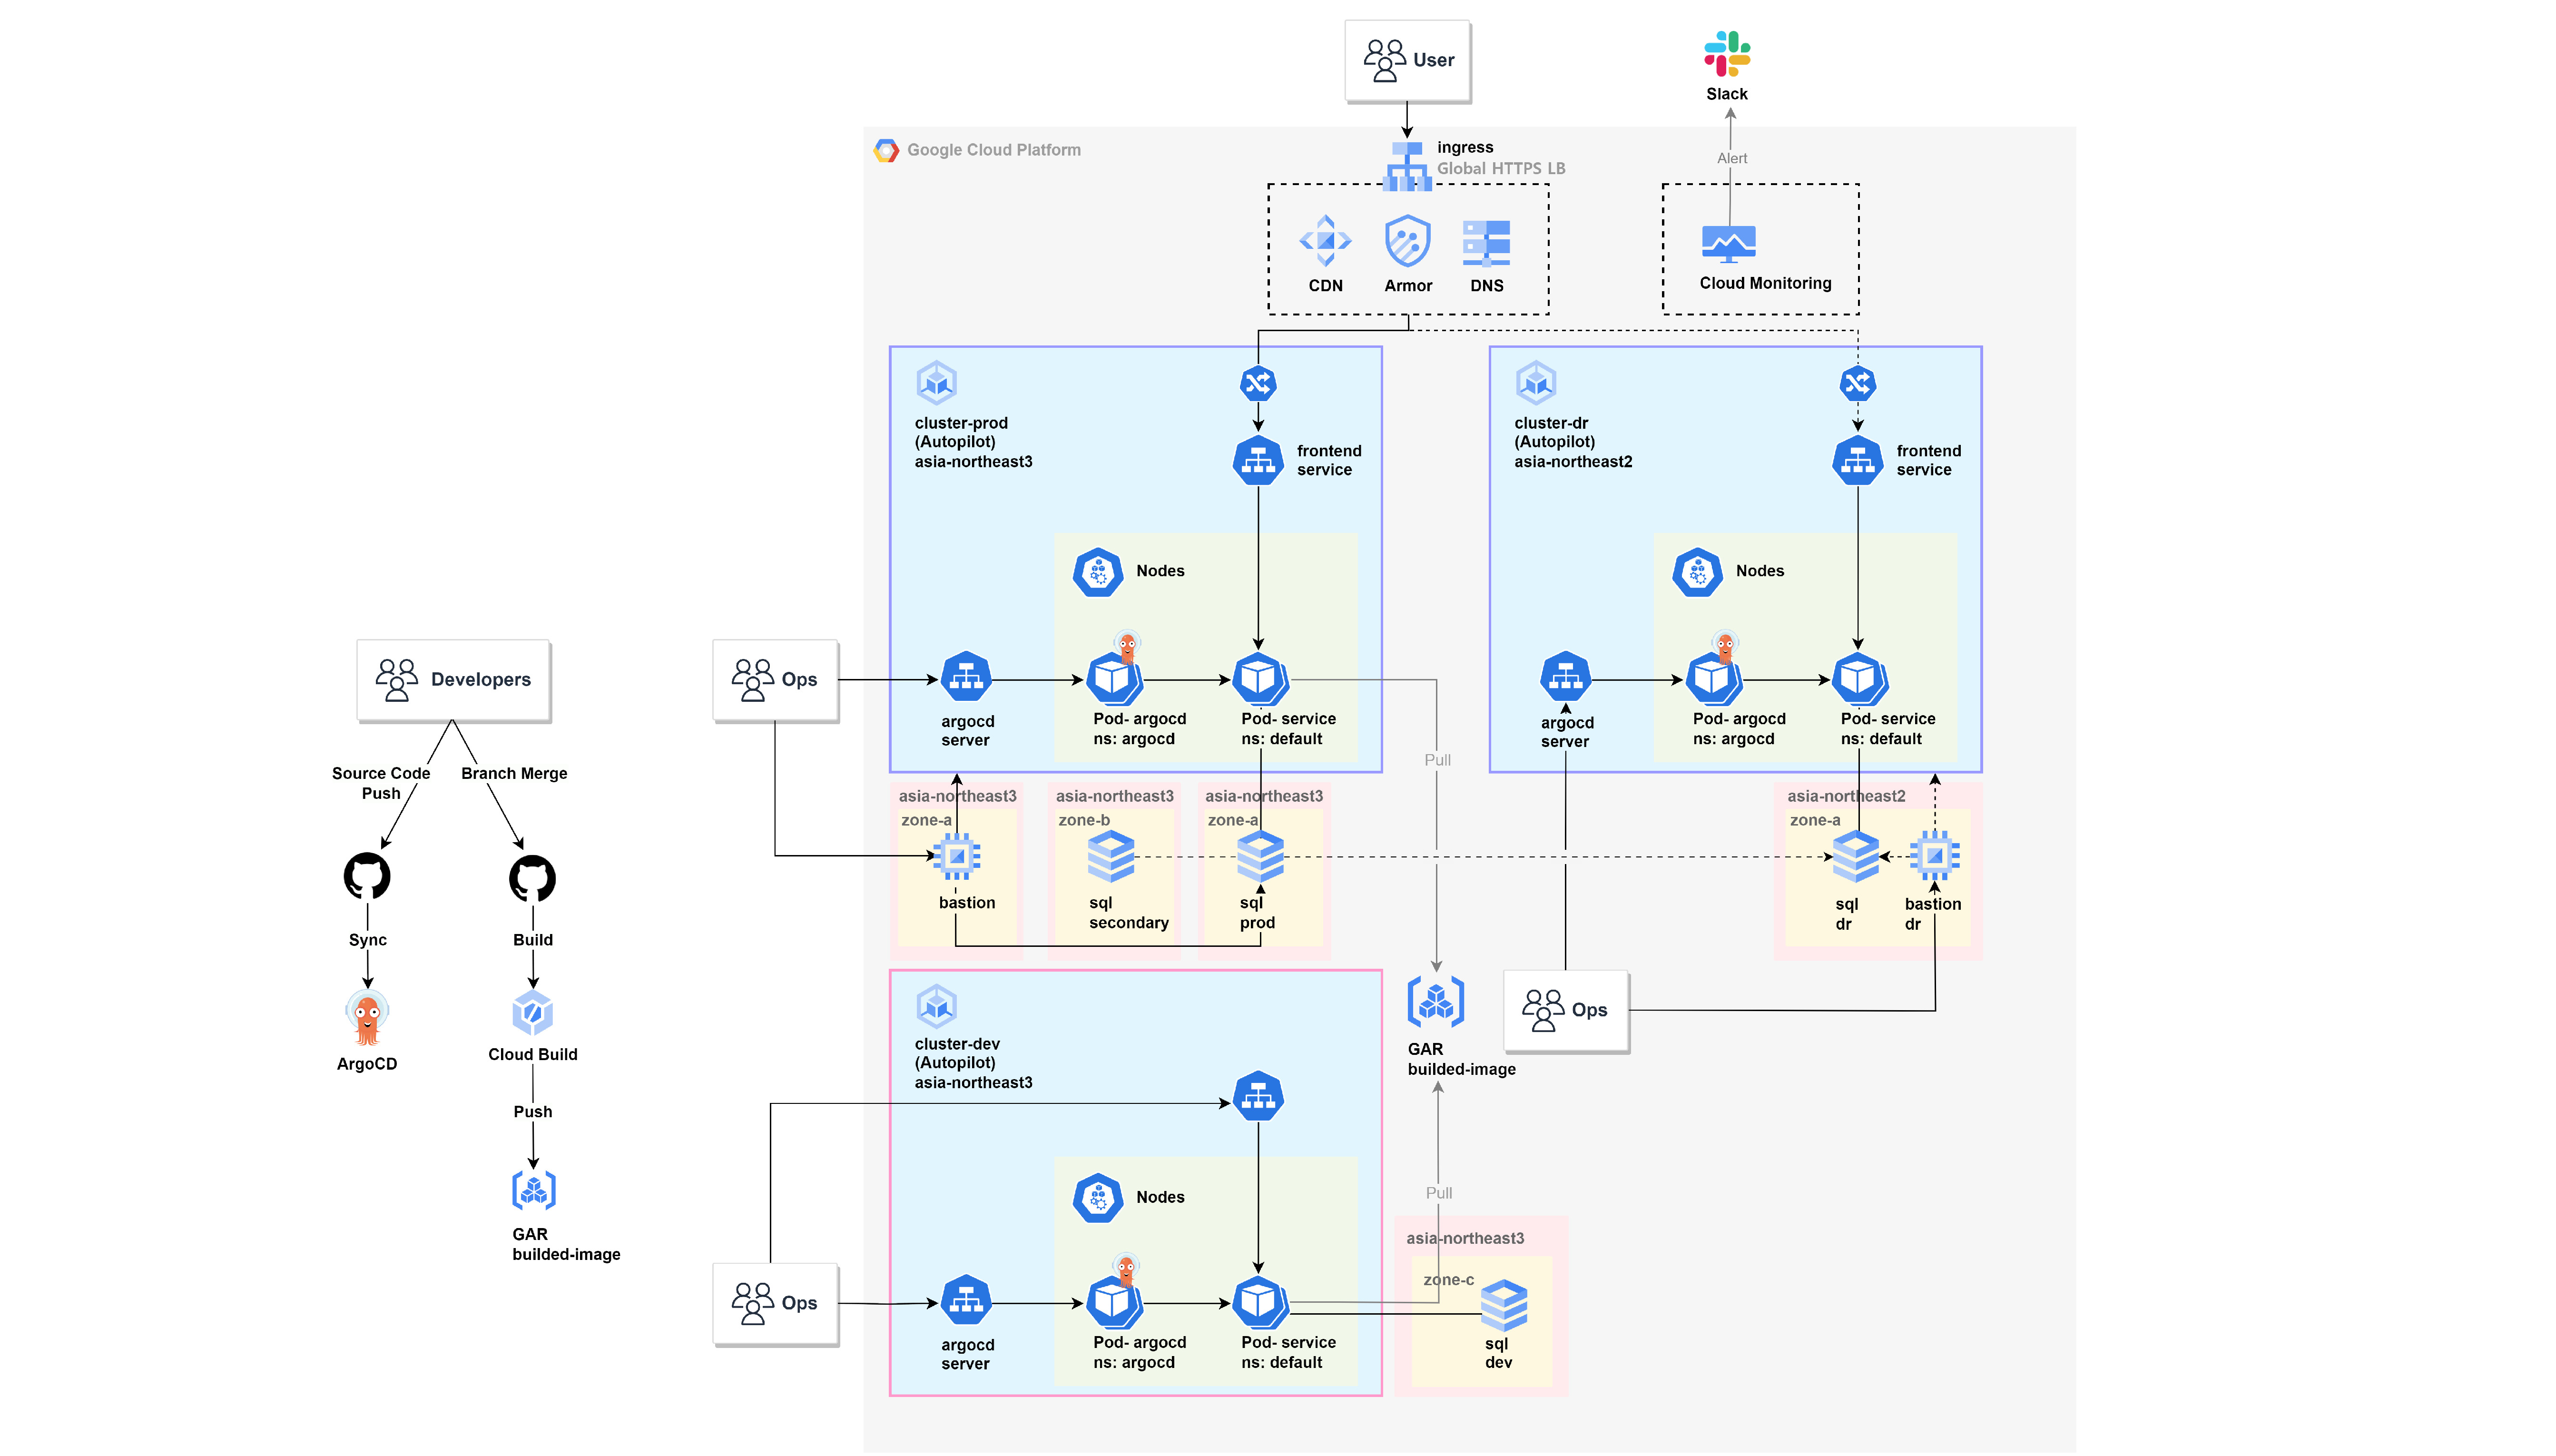 User
Slack
Google Cloud Platform
ingress
Global HTTPS LB
Alert
CDN
Armor
DNS
Cloud Monitoring
cluster-prod
(Autopilot)
asia-northeast3
frontend
service
Nodes
cluster-dr
(Autopilot)
asia-northeast2
frontend
service
Nodes
Developers
Ops
argocd
server
Pod- argocd
ns: argocd
Pod- service
ns: default
argocd
server
Pod- argocd
ns: argocd
Pod- service
ns: default
Source Code
Push
Branch Merge
Pull
asia-northeast3
zone-a
bastion
asia-northeast3
zone-b
sql
secondary
asia-northeast3
zone-a
sql
prod
asia-northeast2
zone-a
sql
dr
bastion
dr
Sync
Build
ArgoCD
Cloud Build
Push
GAR
builded-image
cluster-dev
(Autopilot)
asia-northeast3
GAR
builded-image
Ops
Nodes
Pull
asia-northeast3
zone-c
sql
dev
Ops
argocd
server
Pod- argocd
ns: argocd
Pod- service
ns: default